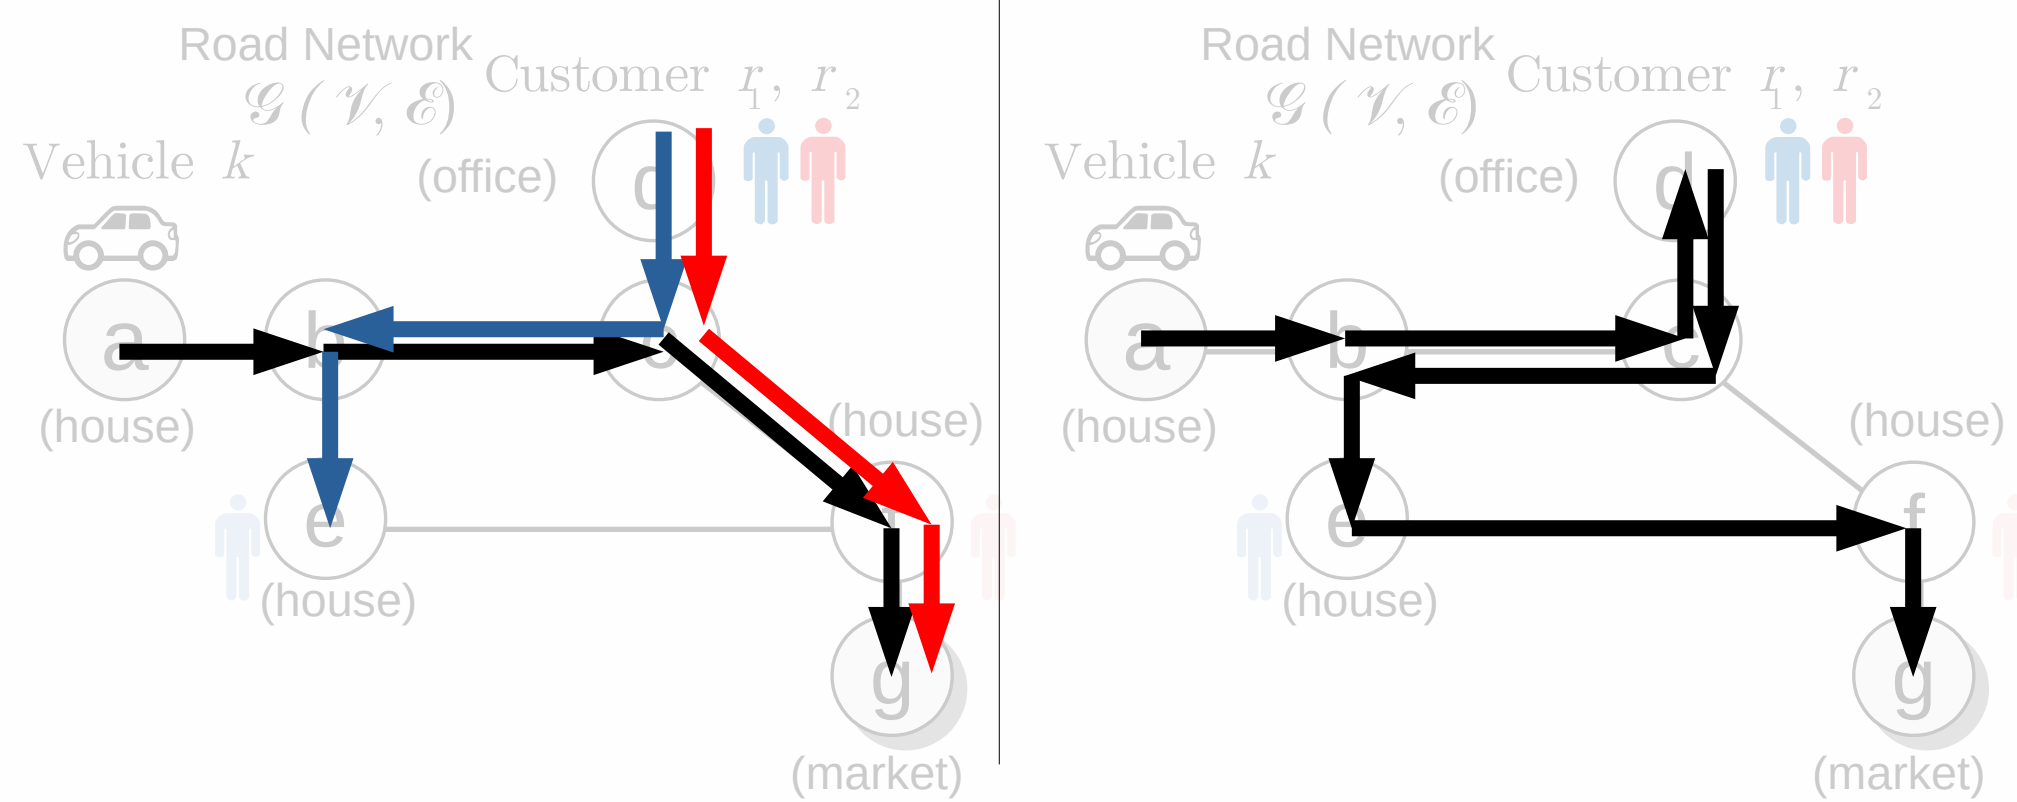 Road Network
𝒢(𝒱, ℰ)
Customer r₁, r₂
Vehicle k
(office)
a
b
(house)
(house)
e
(house)
g
(market)
Road Network
𝒢(𝒱, ℰ)
Customer r₁, r₂
Vehicle k
(office)
d
a
b
c
(house)
(house)
e
f
(house)
g
(market)